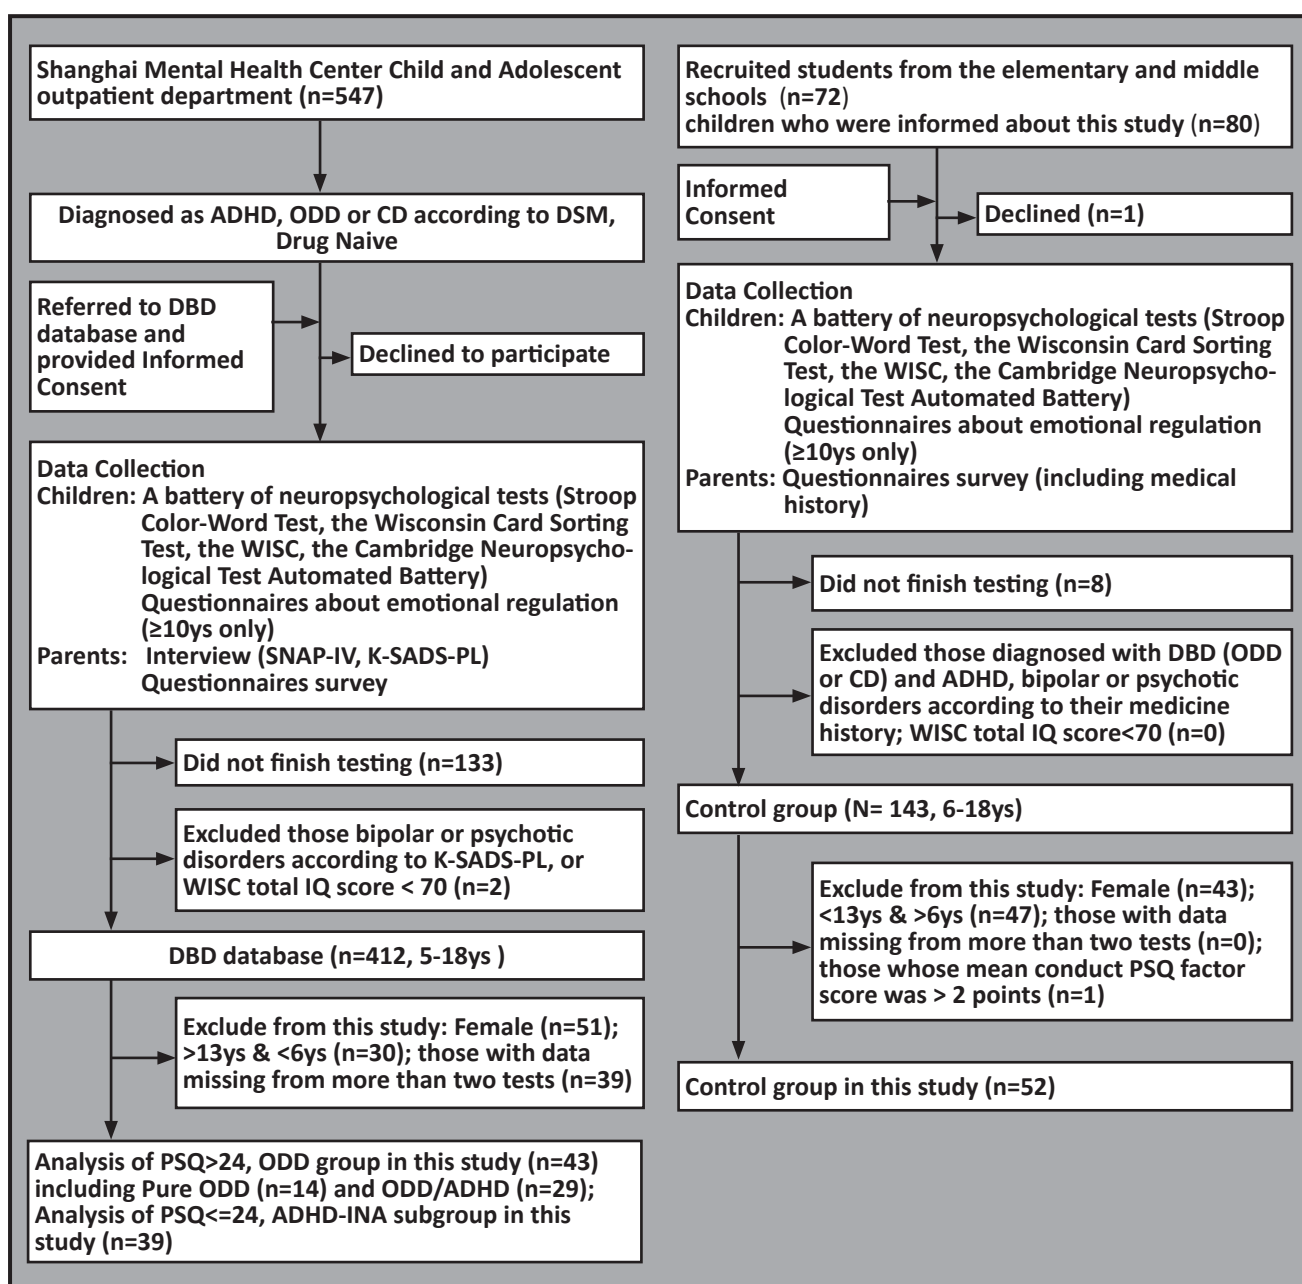 Shanghai Mental Health Center Child and Adolescent
outpatient department (n=547)
Diagnosed as ADHD, ODD or CD according to DSM,
Drug Naive
Referred to DBD
database and
provided Informed
Consent
Declined to participate
Data Collection
Children: A battery of neuropsychological tests (Stroop
Color-Word Test, the Wisconsin Card Sorting
Test, the WISC, the Cambridge Neuropsycho-
logical Test Automated Battery)
Questionnaires about emotional regulation
(≥10ys only)
Parents: Interview (SNAP-IV, K-SADS-PL)
Questionnaires survey
Did not finish testing (n=133)
Excluded those bipolar or psychotic
disorders according to K-SADS-PL, or
WISC total IQ score < 70 (n=2)
DBD database (n=412, 5-18ys )
Exclude from this study: Female (n=51);
>13ys & <6ys (n=30); those with data
missing from more than two tests (n=39)
Analysis of PSQ>24, ODD group in this study (n=43)
including Pure ODD (n=14) and ODD/ADHD (n=29);
Analysis of PSQ<=24, ADHD-INA subgroup in this
study (n=39)
Recruited students from the elementary and middle
schools (n=72)
children who were informed about this study (n=80)
Informed
Consent
Declined (n=1)
Data Collection
Children: A battery of neuropsychological tests (Stroop
Color-Word Test, the Wisconsin Card Sorting
Test, the WISC, the Cambridge Neuropsycho-
logical Test Automated Battery)
Questionnaires about emotional regulation
(≥10ys only)
Parents: Questionnaires survey (including medical
history)
Did not finish testing (n=8)
Excluded those diagnosed with DBD (ODD
or CD) and ADHD, bipolar or psychotic
disorders according to their medicine
history; WISC total IQ score<70 (n=0)
Control group (N= 143, 6-18ys)
Exclude from this study: Female (n=43);
<13ys & >6ys (n=47); those with data
missing from more than two tests (n=0);
those whose mean conduct PSQ factor
score was > 2 points (n=1)
Control group in this study (n=52)